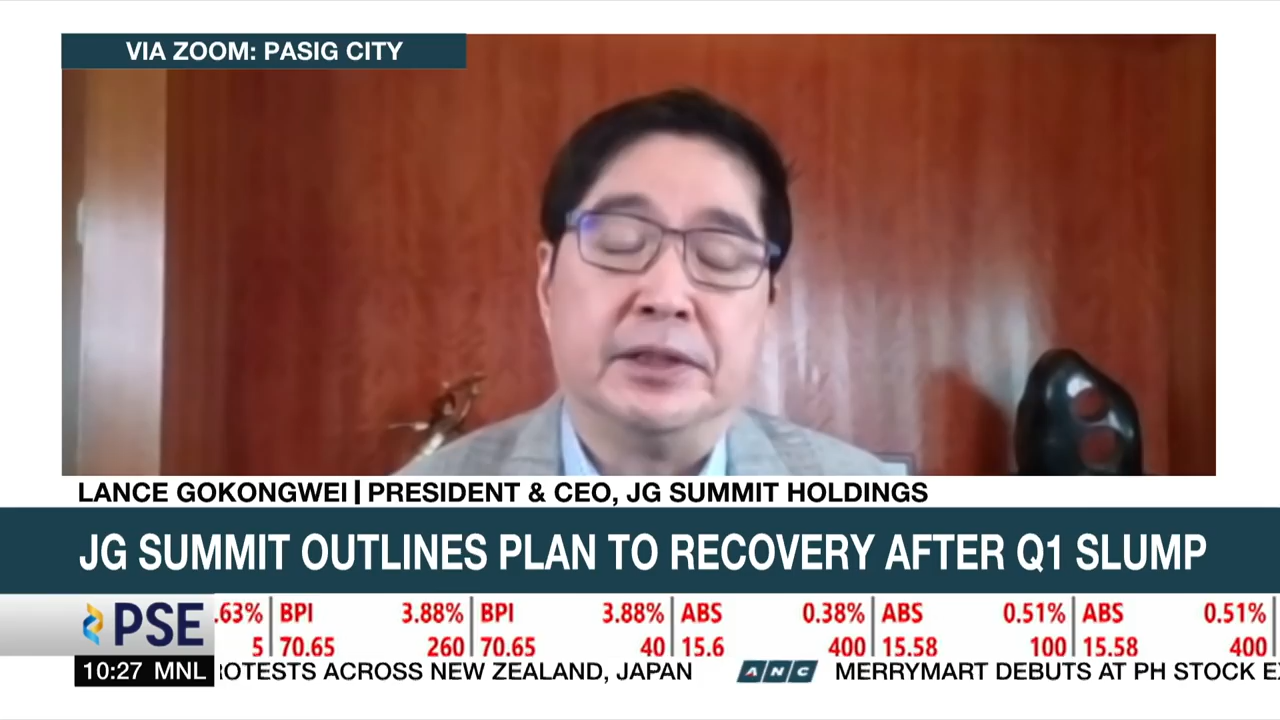 VIA ZOOM: PASIG CITY
LANCE GOKONGWEI | PRESIDENT & CEO, JG SUMMIT HOLDINGS
JG SUMMIT OUTLINES PLAN TO RECOVERY AFTER Q1 SLUMP
PSE .63% BPI 3.88% BPI 3.88% ABS 0.38% ABS 0.51% ABS 0.51%
5 70.65 260 70.65 40 15.6 400 15.58 100 15.58 400
10:27 MNL ROTESTS ACROSS NEW ZEALAND, JAPAN ANC MERRYMART DEBUTS AT PH STOCK E